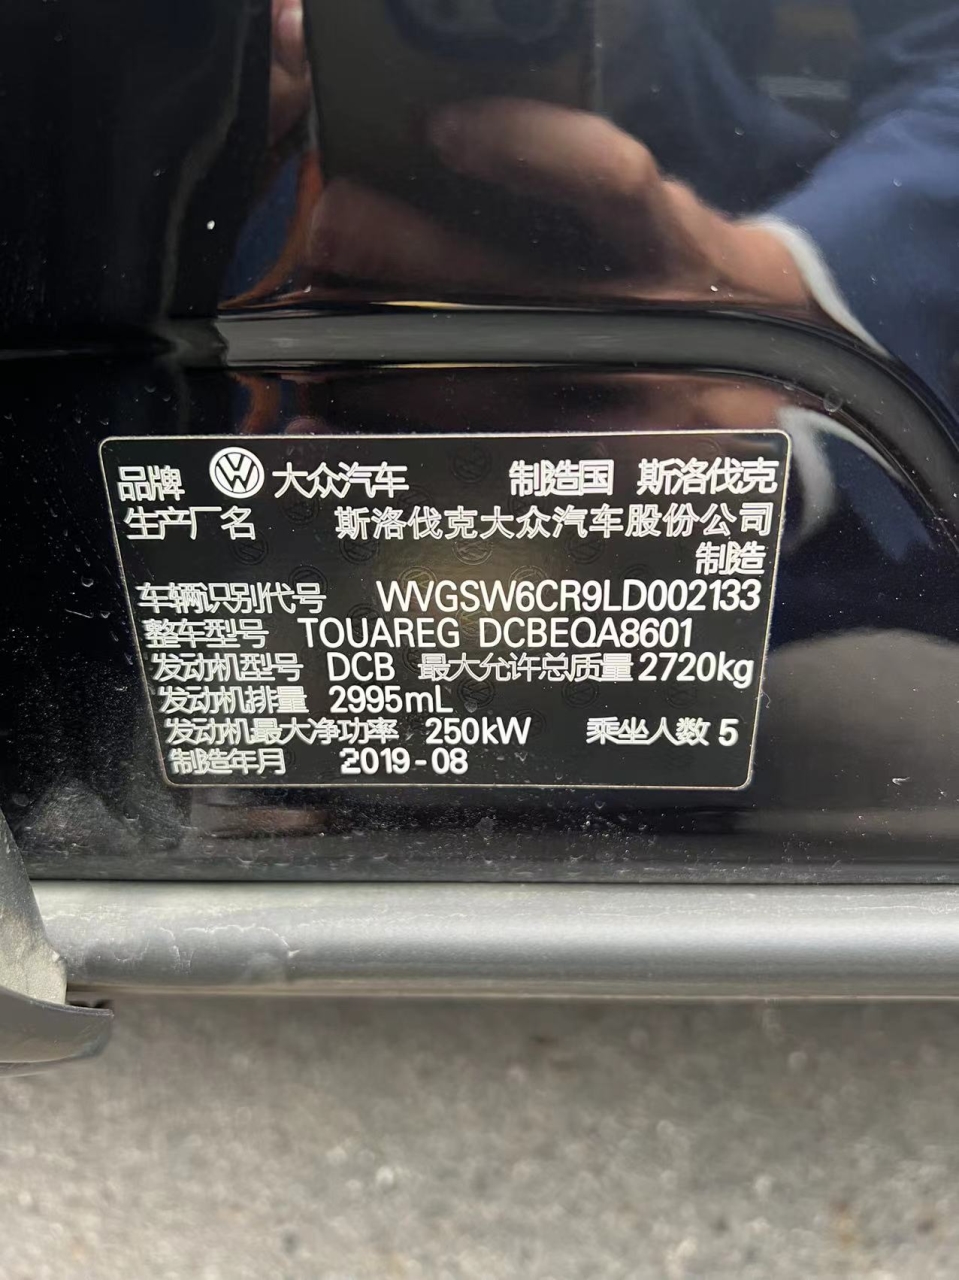 品牌 大众汽车 制造国 斯洛伐克
生产厂名 斯洛伐克大众汽车股份公司
制造
车辆识别代号 WVGSW6CR9LD002133
整车型号 TOUAREG DCBEQA8601
发动机型号 DCB 最大允许总质量 2720kg
发动机排量 2995mL
发动机最大净功率 250kW 乘坐人数 5
制造年月 2019-08